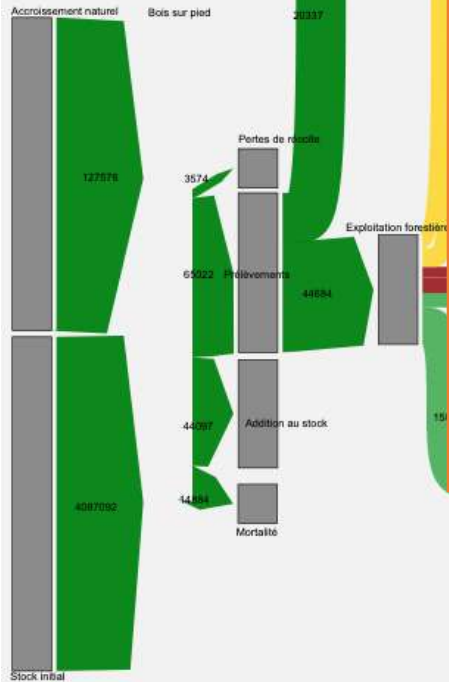 Accroissement naturel
Bois sur pied
20337
Pertes de récolte
127576
3574
Exploitation forestière
65022
Prélèvements
44684
44097
Addition au stock
15
4087092
14884
Mortalité
Stock initial